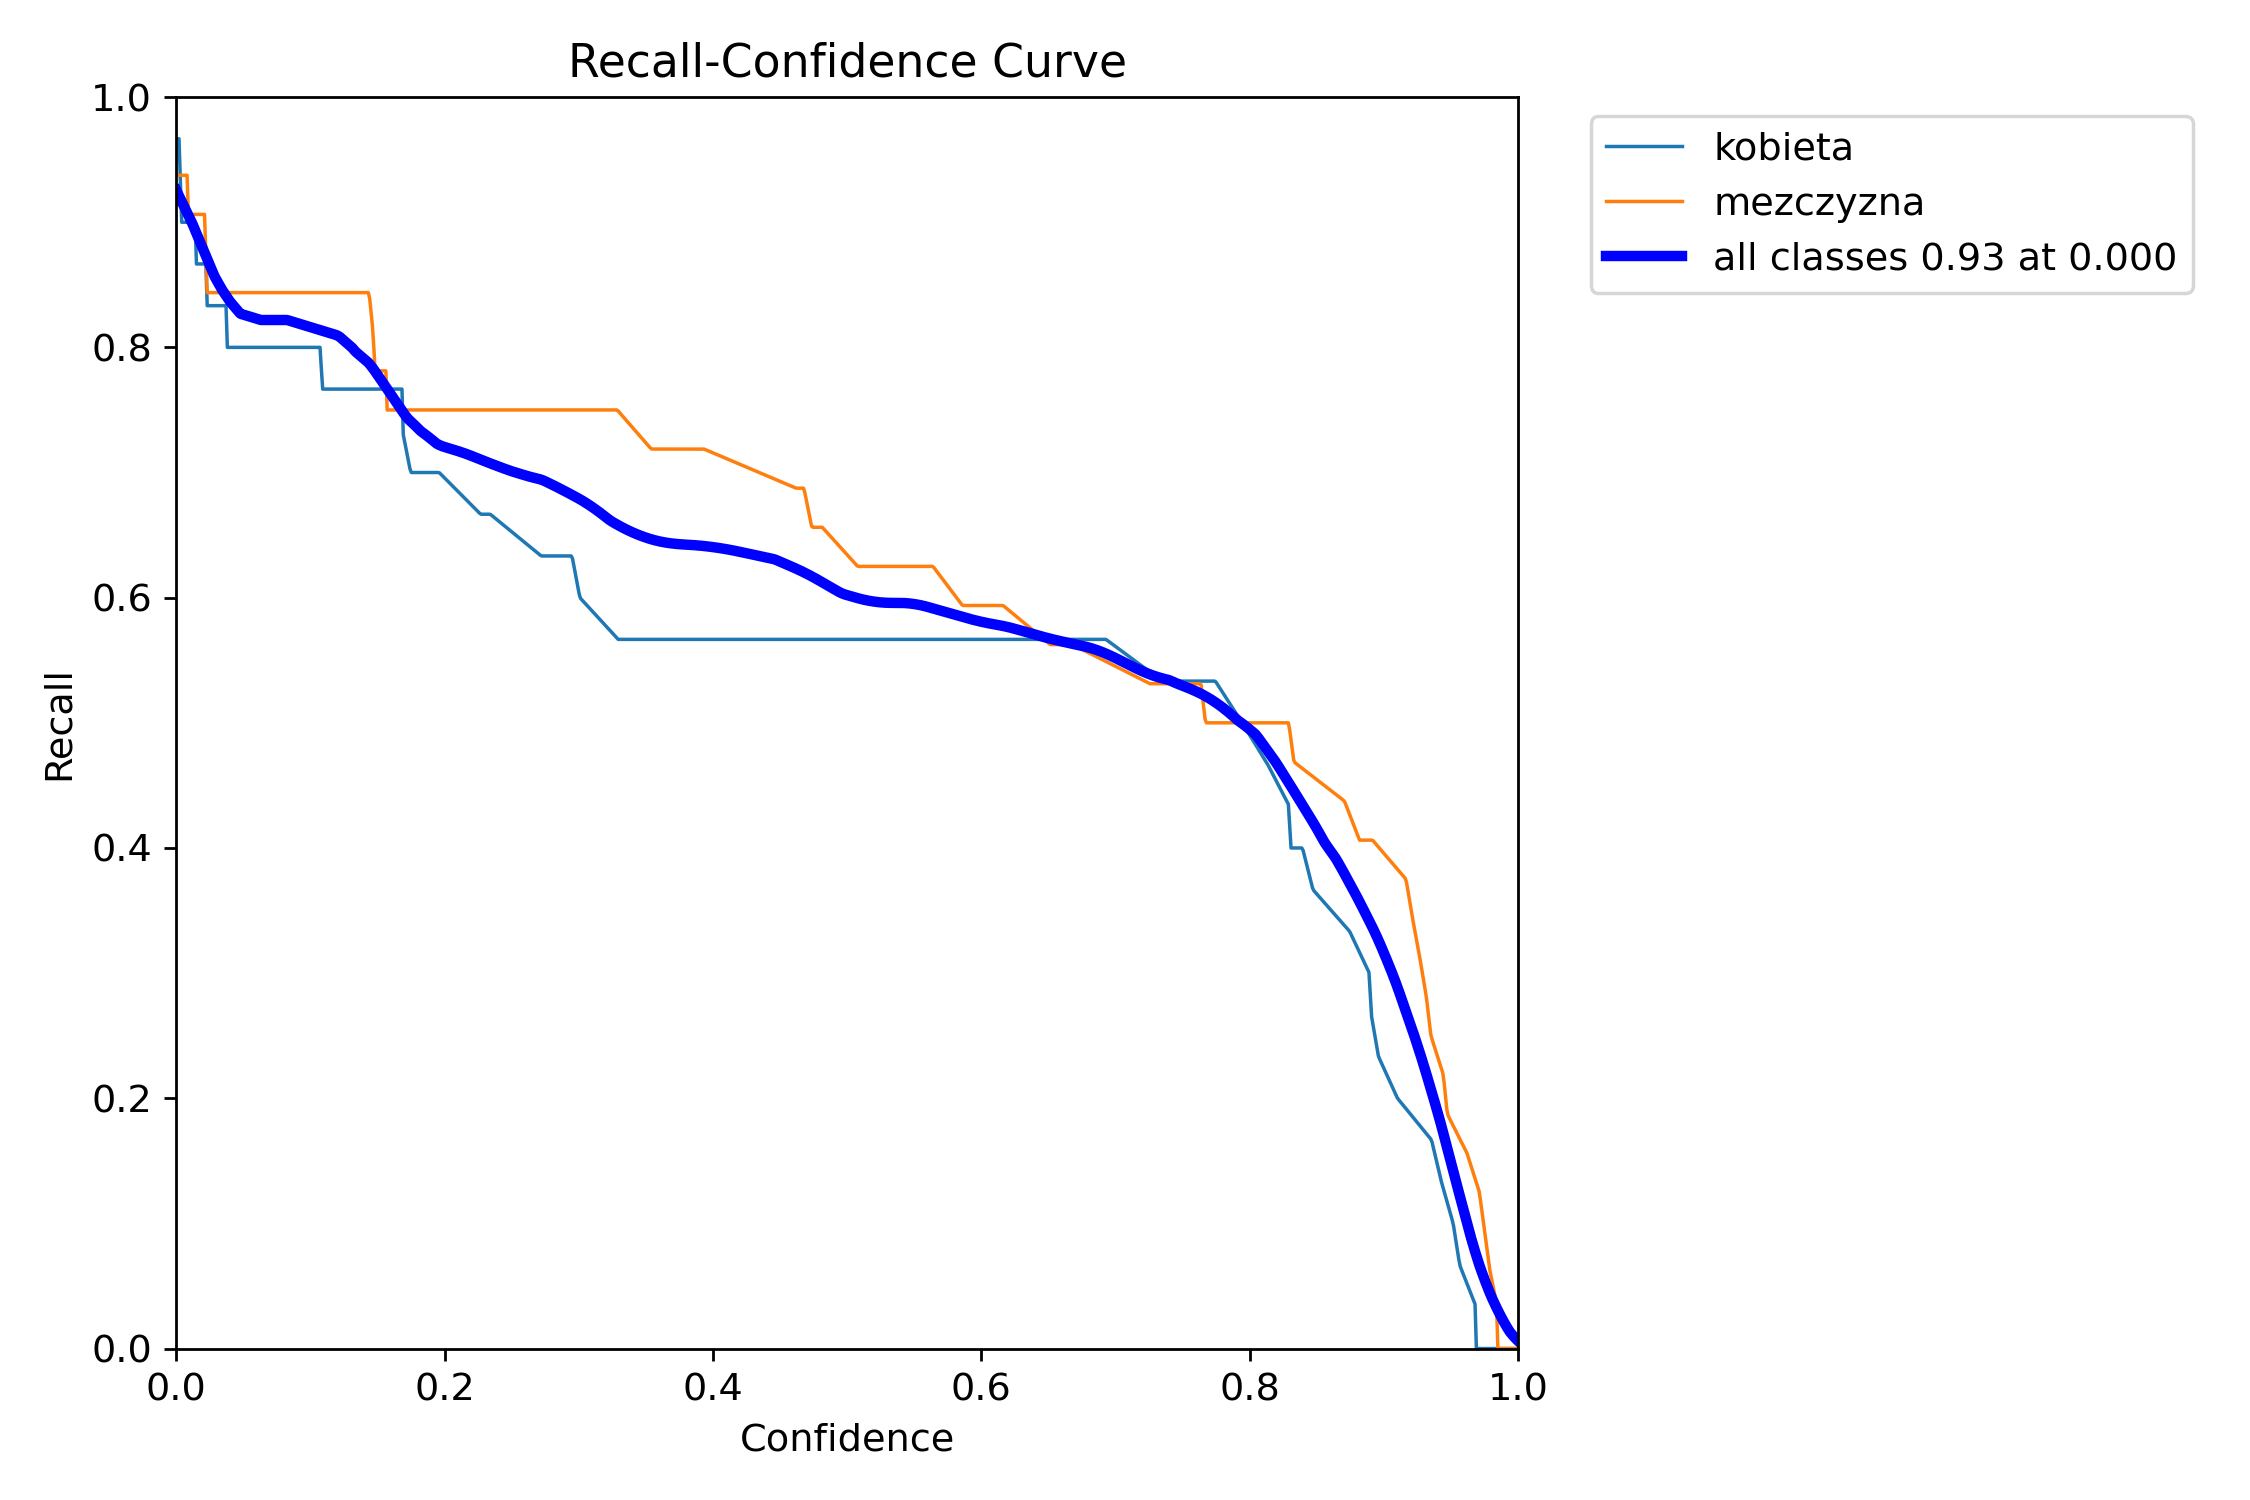 Recall-Confidence Curve
1.0
0.8
0.6
0.4
0.2
0.0
Recall
0.0 0.2 0.4 0.6 0.8 1.0
Confidence
kobieta
mezczyzna
all classes 0.93 at 0.000